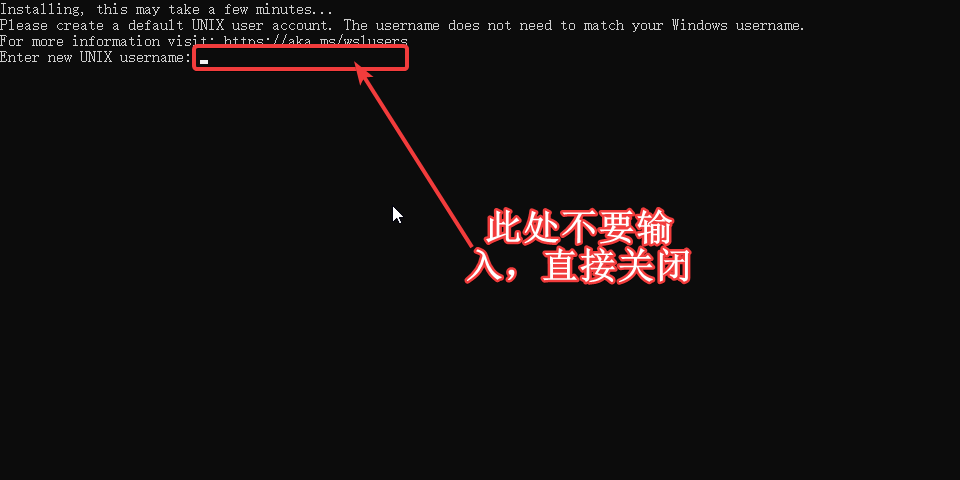 Installing, this may take a few minutes...
Please create a default UNIX user account. The username does not need to match your Windows username.
For more information visit: https://aka.ms/wslusers
Enter new UNIX username:
此处不要输
入，直接关闭